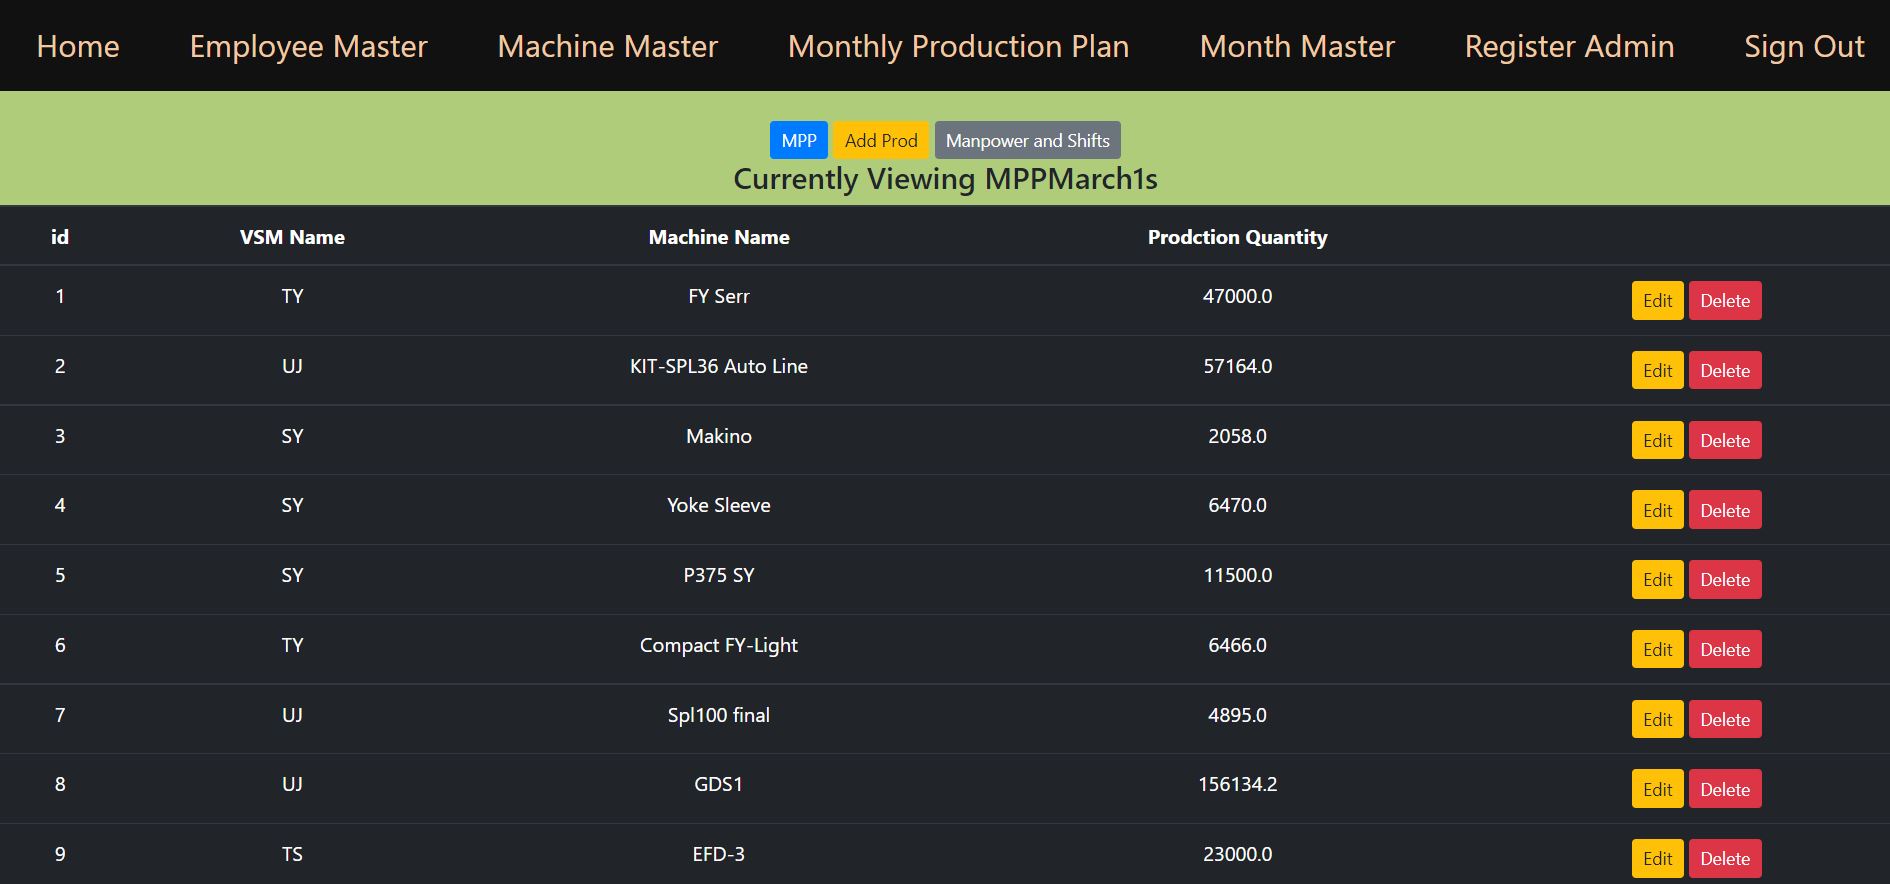 Home Employee Master Machine Master Monthly Production Plan Month Master Register Admin Sign Out
MPP Add Prod Manpower and Shifts
Currently Viewing MPPMarch1s
id VSM Name Machine Name Prodction Quantity
1 TY FY Serr 47000.0 Edit Delete
2 UJ KIT-SPL36 Auto Line 57164.0 Edit Delete
3 SY Makino 2058.0 Edit Delete
4 SY Yoke Sleeve 6470.0 Edit Delete
5 SY P375 SY 11500.0 Edit Delete
6 TY Compact FY-Light 6466.0 Edit Delete
7 UJ Spl100 final 4895.0 Edit Delete
8 UJ GDS1 156134.2 Edit Delete
9 TS EFD-3 23000.0 Edit Delete